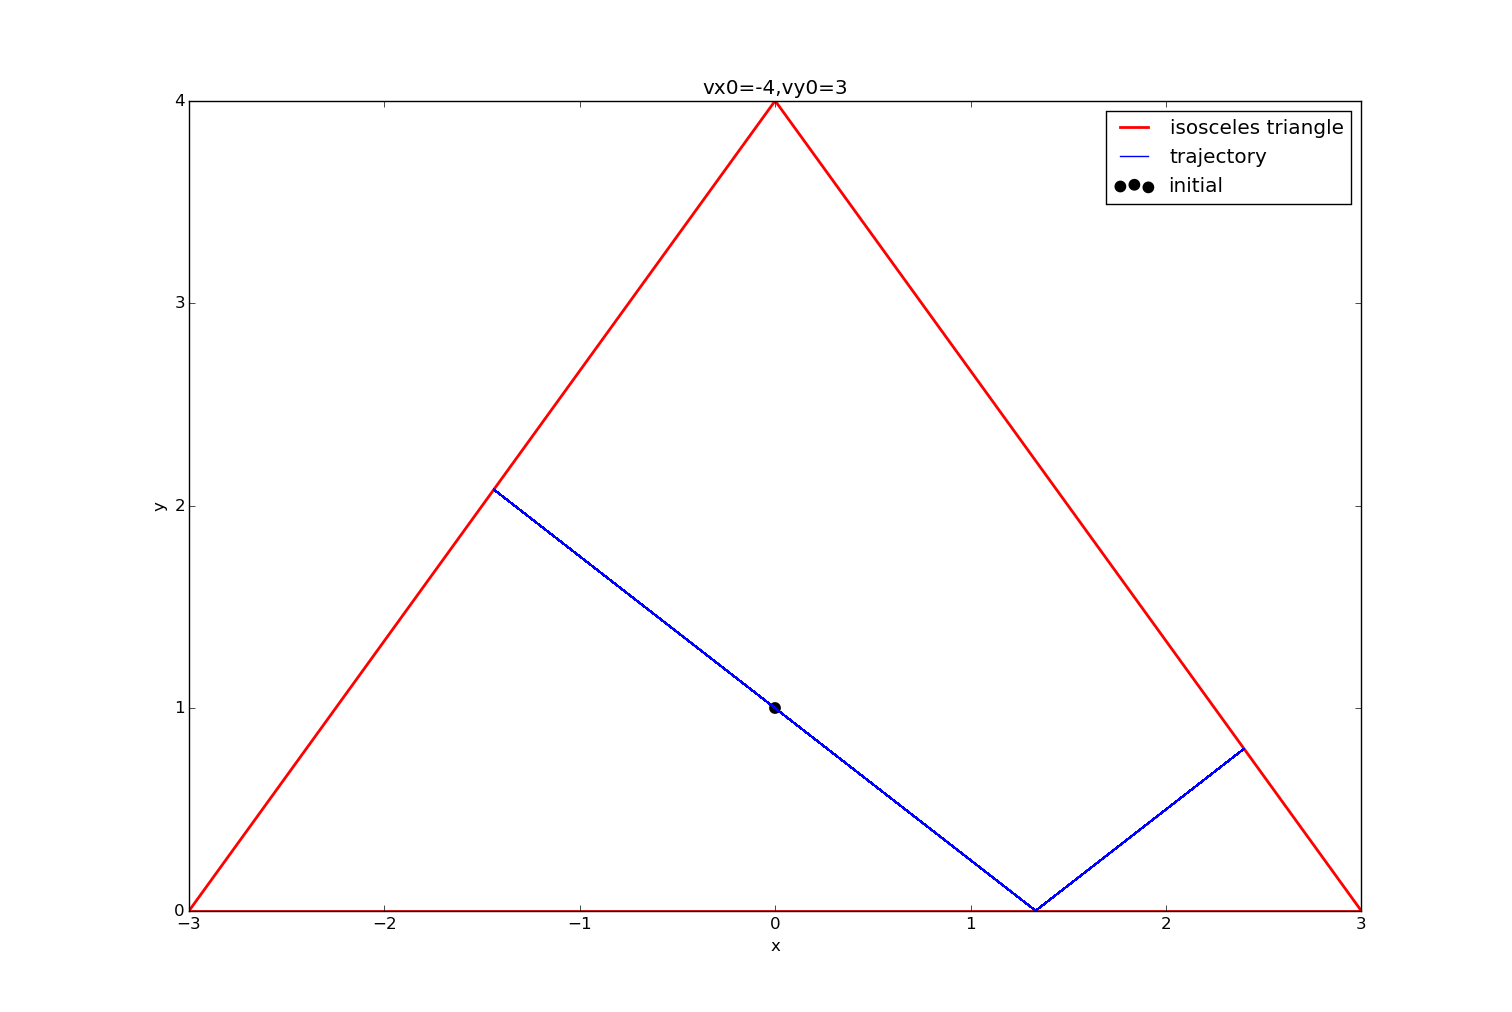 vx0=-4,vy0=3
isosceles triangle
trajectory
initial
4
3
2
1
0
y
−3 −2 −1 0 1 2 3
x